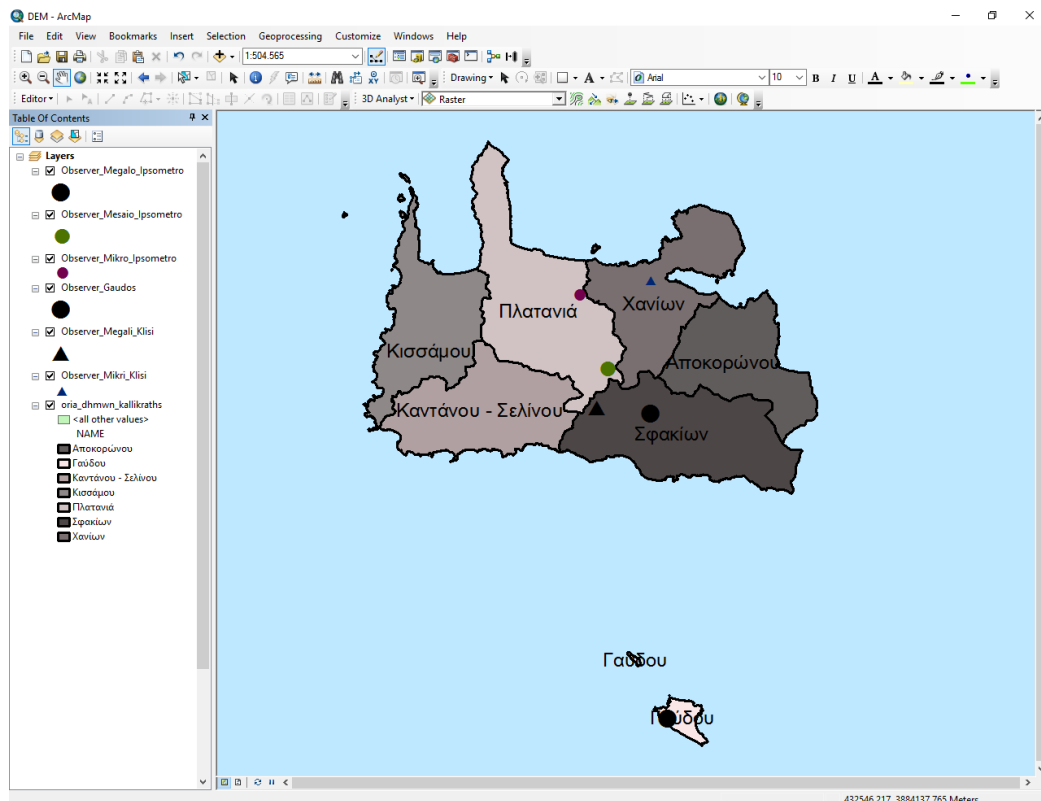 DEM - ArcMap
File Edit View Bookmarks Insert Selection Geoprocessing Customize Windows Help
1:504.565
Drawing A Arial 10 B I U A
Editor 3D Analyst Raster
Table Of Contents
Layers
Observer_Megalo_Ipsometro
Observer_Mesaio_Ipsometro
Observer_Mikro_Ipsometro
Observer_Gaudos
Observer_Megali_Klisi
Observer_Mikri_Klisi
oria_dhmwn_kallikraths
<all other values>
NAME
Αποκορώνου
Γαύδου
Καντάνου - Σελίνου
Κισσάμου
Πλατανιά
Σφακίων
Χανίων
Πλατανιά
Χανίων
Κισσάμου
Αποκορώνου
Καντάνου - Σελίνου
Σφακίων
Γαύδου
Γαύδου
432546,217 3884137,765 Meters